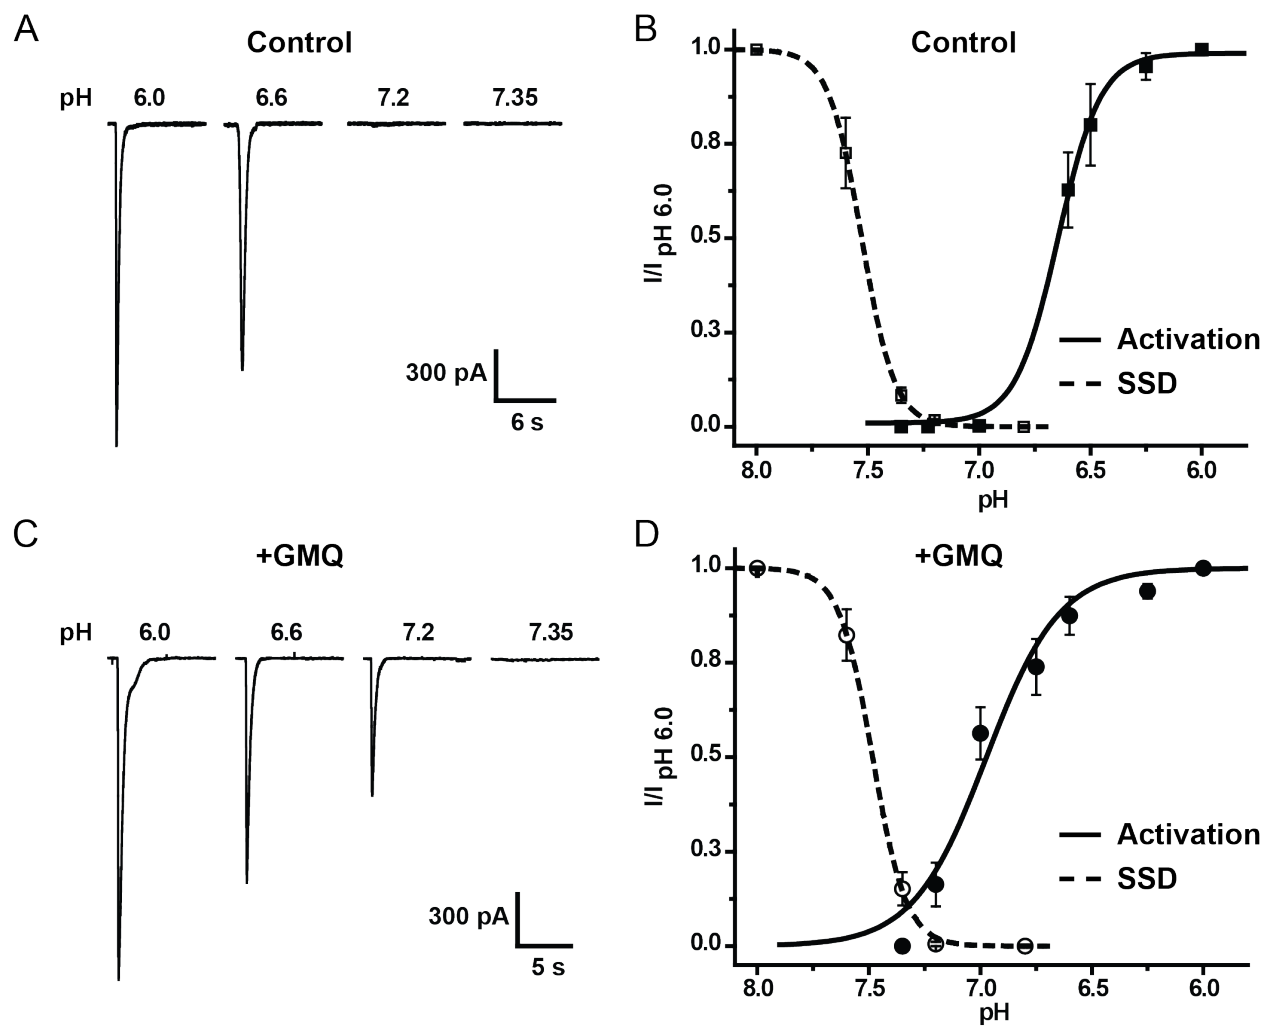 A
Control
pH 6.0 6.6 7.2 7.35
300 pA
6 s
B
Control
1.0
0.8
0.5
0.3
0.0
I/I pH 6.0
Activation
SSD
8.0 7.5 7.0 6.5 6.0
pH
C
+GMQ
pH 6.0 6.6 7.2 7.35
300 pA
5 s
D
+GMQ
1.0
0.8
0.5
0.3
0.0
I/I pH 6.0
Activation
SSD
8.0 7.5 7.0 6.5 6.0
pH